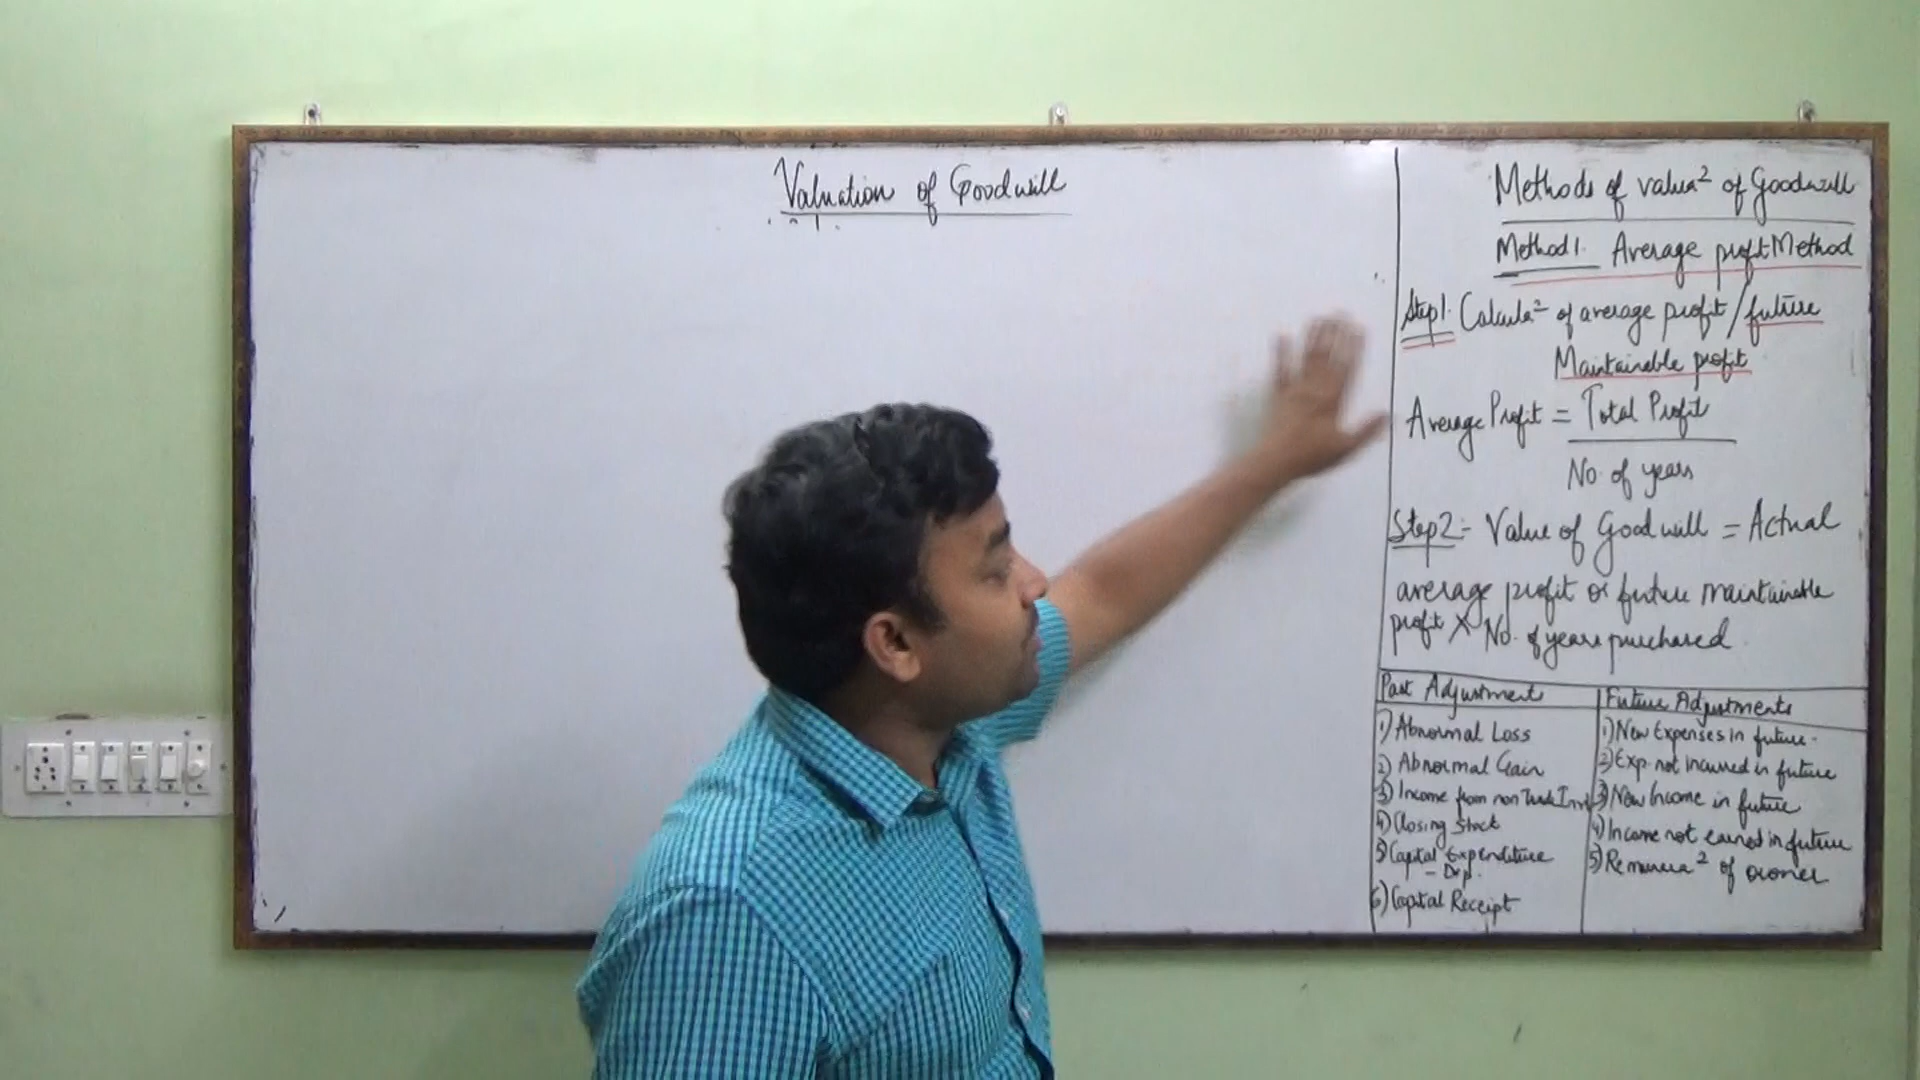 Valuation of Goodwill
Methods of valua² of Goodwill
Method 1. Average profit Method
Step 1. Calcula² of average profit / future
Maintainable profit
Average Profit = Total Profit
No. of years
Step 2:- Value of Goodwill = Actual
average profit or future maintainable
profit X No. of years purchased.
Past Adjustments
1) Abnormal Loss
2) Abnormal Gain
3) Income from non Trade Inv
4) Closing Stock
5) Capital Expenditure
- Dep.
6) Capital Receipt
Future Adjustments
1) New Expenses in future.
2) Exp. not incurred in future
3) New Income in future
4) Income not earned in future
5) Remunera² of owner